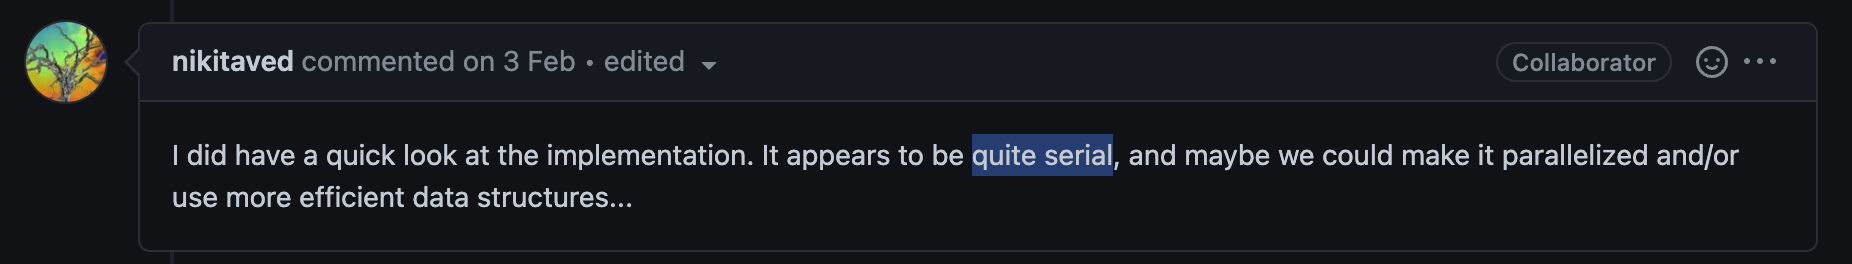 nikitaved commented on 3 Feb • edited
Collaborator
I did have a quick look at the implementation. It appears to be quite serial, and maybe we could make it parallelized and/or
use more efficient data structures...